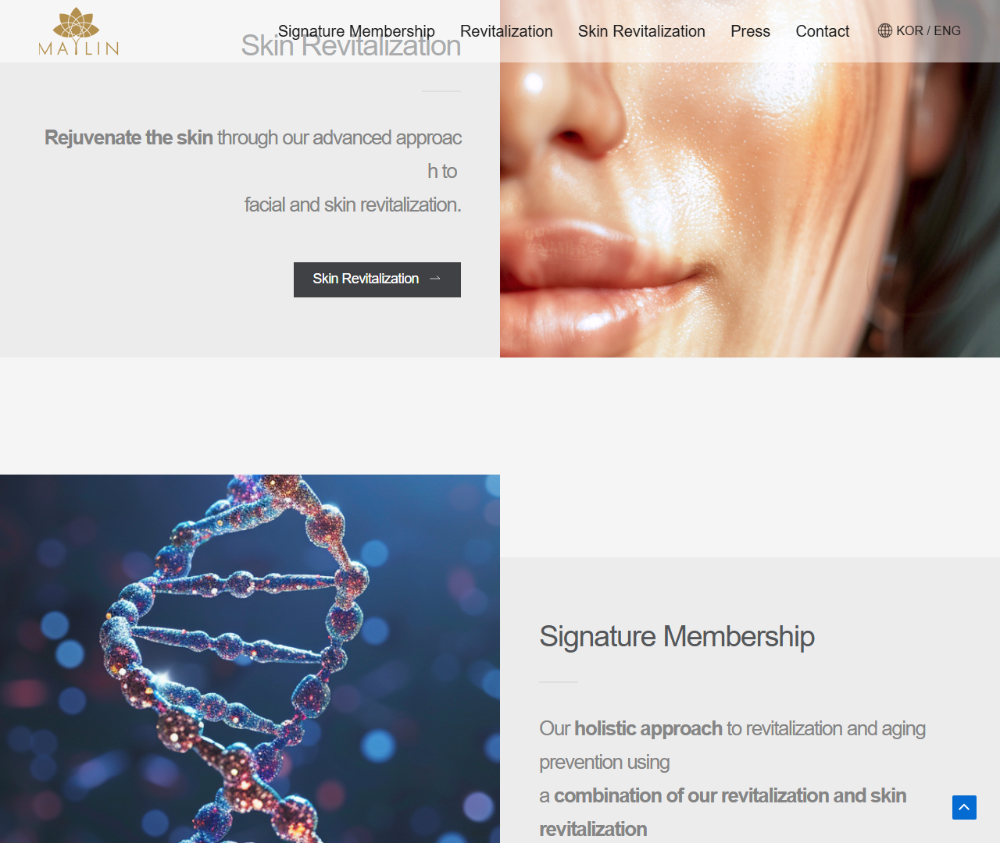 MAYLIN
Signature Membership Revitalization Skin Revitalization Press Contact KOR / ENG
Skin Revitalization
Rejuvenate the skin through our advanced approac
h to
facial and skin revitalization.
Skin Revitalization →
Signature Membership
Our holistic approach to revitalization and aging
prevention using
a combination of our revitalization and skin
revitalization